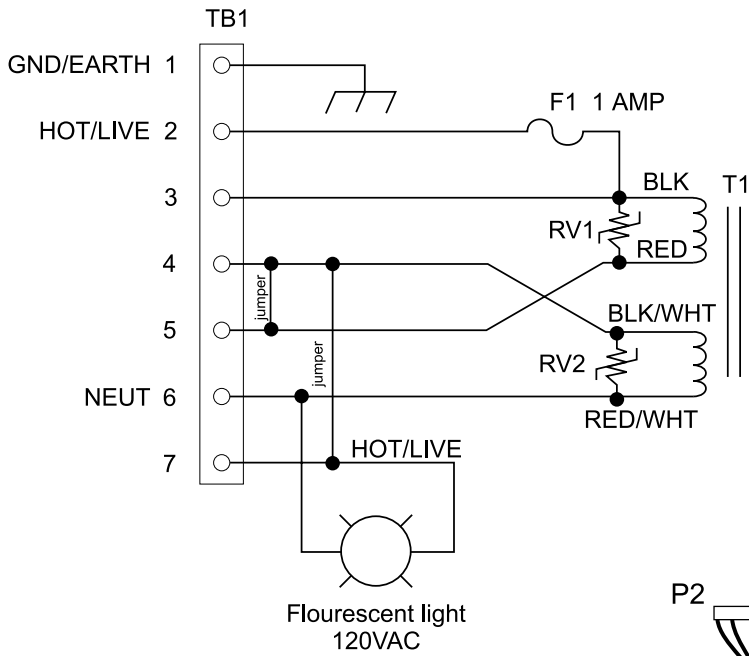 TB1
GND/EARTH 1
HOT/LIVE 2
3
4
5
NEUT 6
7
F1 1 AMP
BLK
T1
RV1
RED
jumper
BLK/WHT
jumper
RV2
RED/WHT
HOT/LIVE
Flourescent light
120VAC
P2